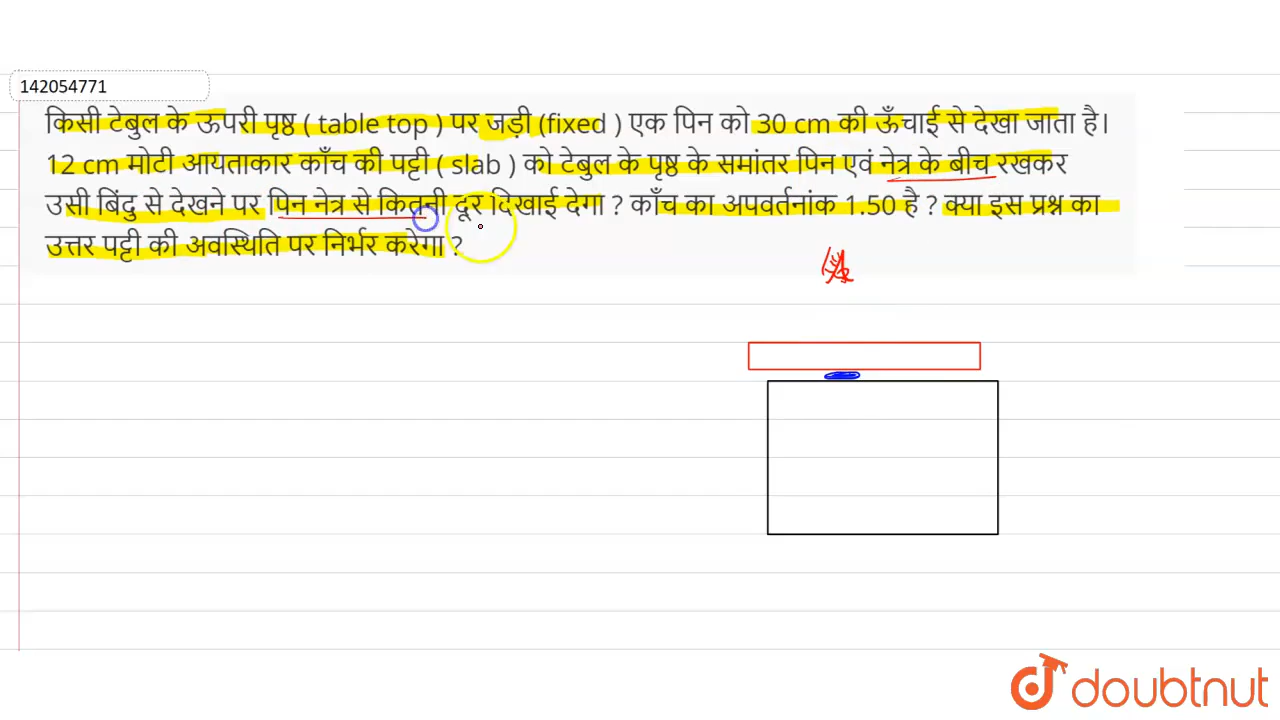 142054771
किसी टेबुल के ऊपरी पृष्ठ ( table top ) पर जड़ी (fixed ) एक पिन को 30 cm की ऊँचाई से देखा जाता है।
12 cm मोटी आयताकार काँच की पट्टी ( slab ) को टेबुल के पृष्ठ के समांतर पिन एवं नेत्र के बीच रखकर
उसी बिंदु से देखने पर पिन नेत्र से कितनी दूर दिखाई देगा ? काँच का अपवर्तनांक 1.50 है ? क्या इस प्रश्न का
उत्तर पट्टी की अवस्थिति पर निर्भर करेगा ?
doubtnut